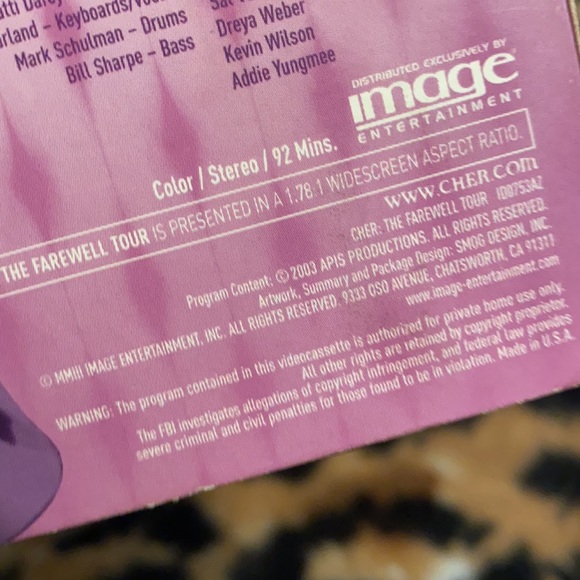 – Keyboards/
Mark Schulman – Drums
Bill Sharpe – Bass
Dreya Weber
Kevin Wilson
Addie Yungmee
DISTRIBUTED EXCLUSIVELY BY
image
ENTERTAINMENT
Color / Stereo / 92 Mins.
THE FAREWELL TOUR IS PRESENTED IN A 1.78:1 WIDESCREEN ASPECT RATIO.
WWW.CHER.COM
CHER: THE FAREWELL TOUR ID0753AZ
Program Content: © 2003 APIS PRODUCTIONS. ALL RIGHTS RESERVED.
Artwork, Summary and Package Design: SMOG DESIGN, INC.
© MMIII IMAGE ENTERTAINMENT, INC. ALL RIGHTS RESERVED. 9333 OSO AVENUE, CHATSWORTH, CA 91311
www.image-entertainment.com
WARNING: The program contained in this videocassette is authorized for private home use only.
All other rights are retained by copyright proprietor.
The FBI investigates allegations of copyright infringement, and federal law provides
severe criminal and civil penalties for those found to be in violation. Made in U.S.A.